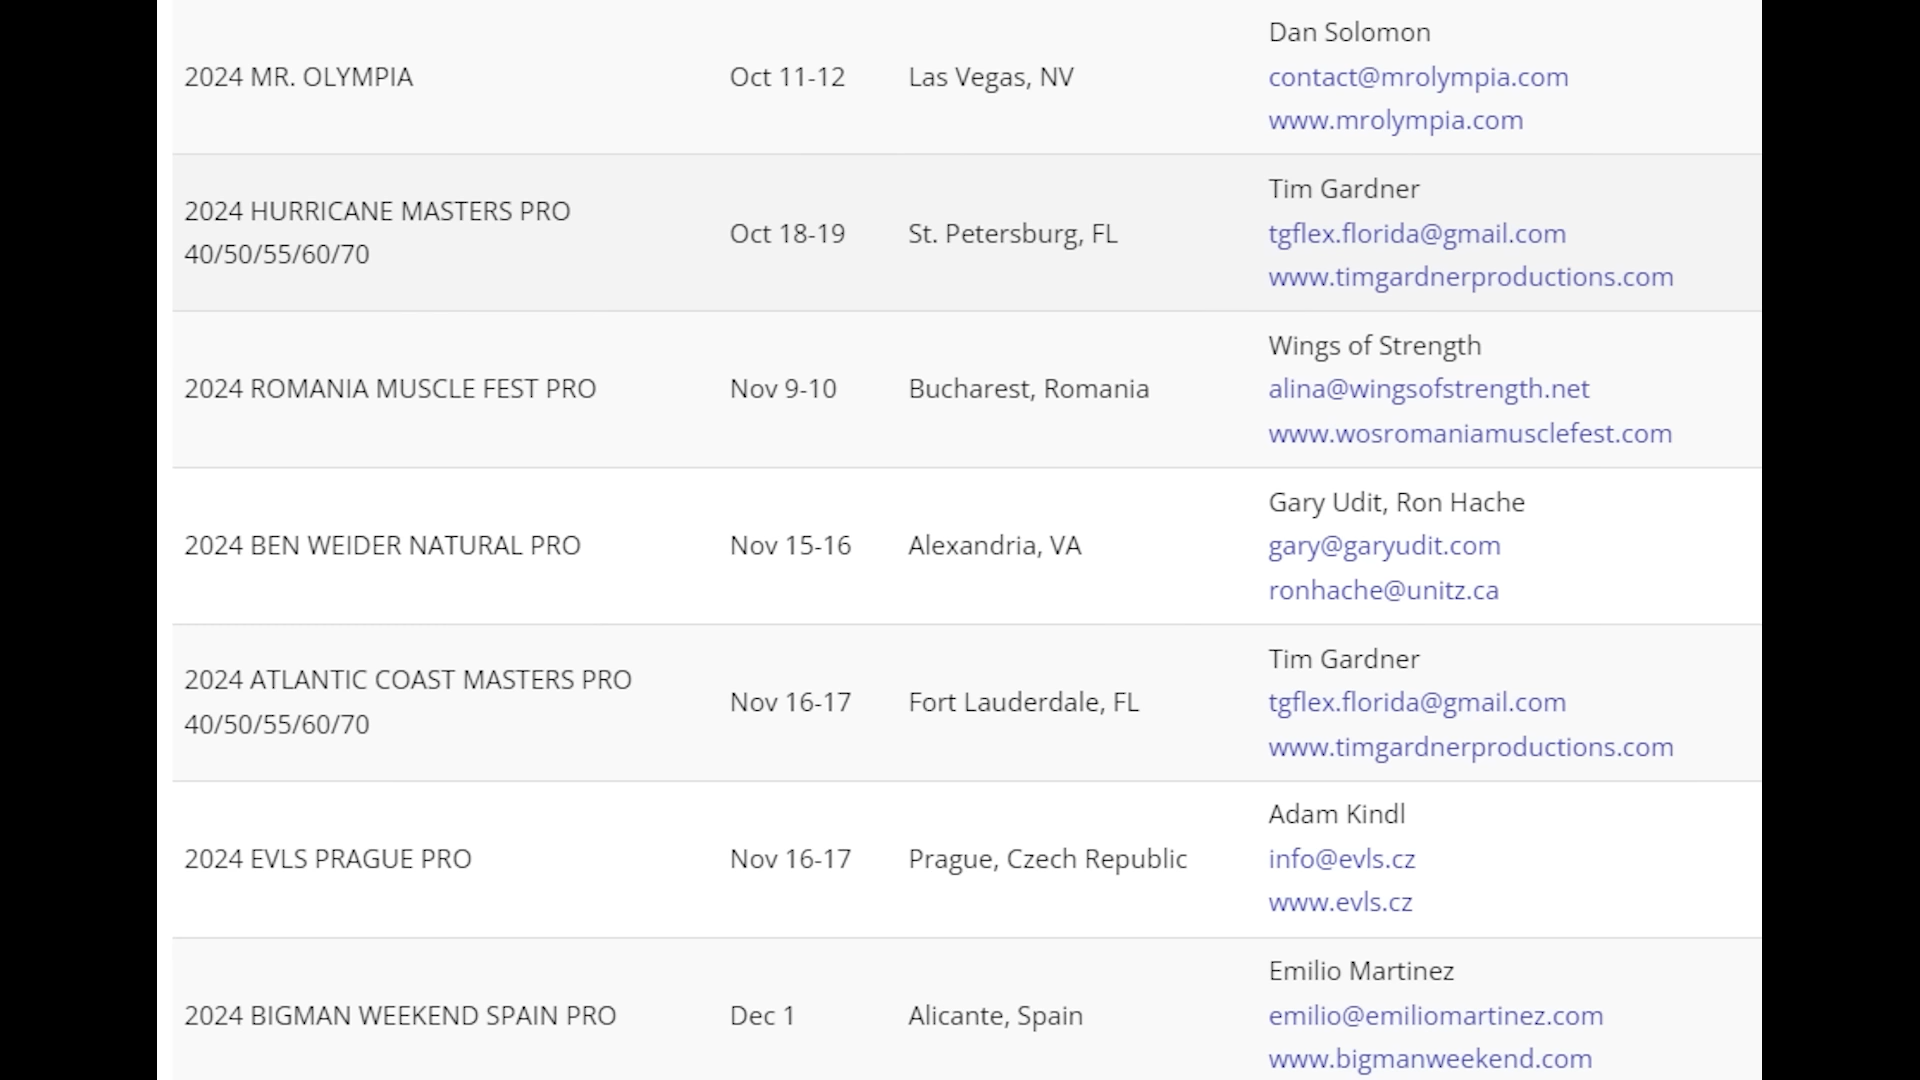 Dan Solomon
2024 MR. OLYMPIA Oct 11-12 Las Vegas, NV contact@mrolympia.com
www.mrolympia.com
Tim Gardner
2024 HURRICANE MASTERS PRO
Oct 18-19 St. Petersburg, FL tgflex.florida@gmail.com
40/50/55/60/70
www.timgardnerproductions.com
Wings of Strength
2024 ROMANIA MUSCLE FEST PRO Nov 9-10 Bucharest, Romania alina@wingsofstrength.net
www.wosromaniamusclefest.com
Gary Udit, Ron Hache
2024 BEN WEIDER NATURAL PRO Nov 15-16 Alexandria, VA gary@garyudit.com
ronhache@unitz.ca
Tim Gardner
2024 ATLANTIC COAST MASTERS PRO
Nov 16-17 Fort Lauderdale, FL tgflex.florida@gmail.com
40/50/55/60/70
www.timgardnerproductions.com
Adam Kindl
2024 EVLS PRAGUE PRO Nov 16-17 Prague, Czech Republic info@evls.cz
www.evls.cz
Emilio Martinez
2024 BIGMAN WEEKEND SPAIN PRO Dec 1 Alicante, Spain emilio@emiliomartinez.com
www.bigmanweekend.com